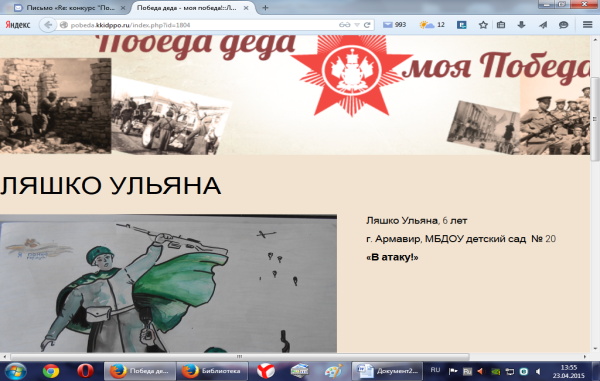 Письмо «Re: конкурс "По...
Победа деда - моя победа!::Л...
pobeda.kkidppo.ru/index.php?id=1804
Яндекс
993
12
Победа деда
моя Победа
ЛЯШКО УЛЬЯНА
Ляшко Ульяна, 6 лет
г. Армавир, МБДОУ детский сад № 20
«В атаку!»
Победа де...
Библиотека
Документ2...
RU
13:55
23.04.2015